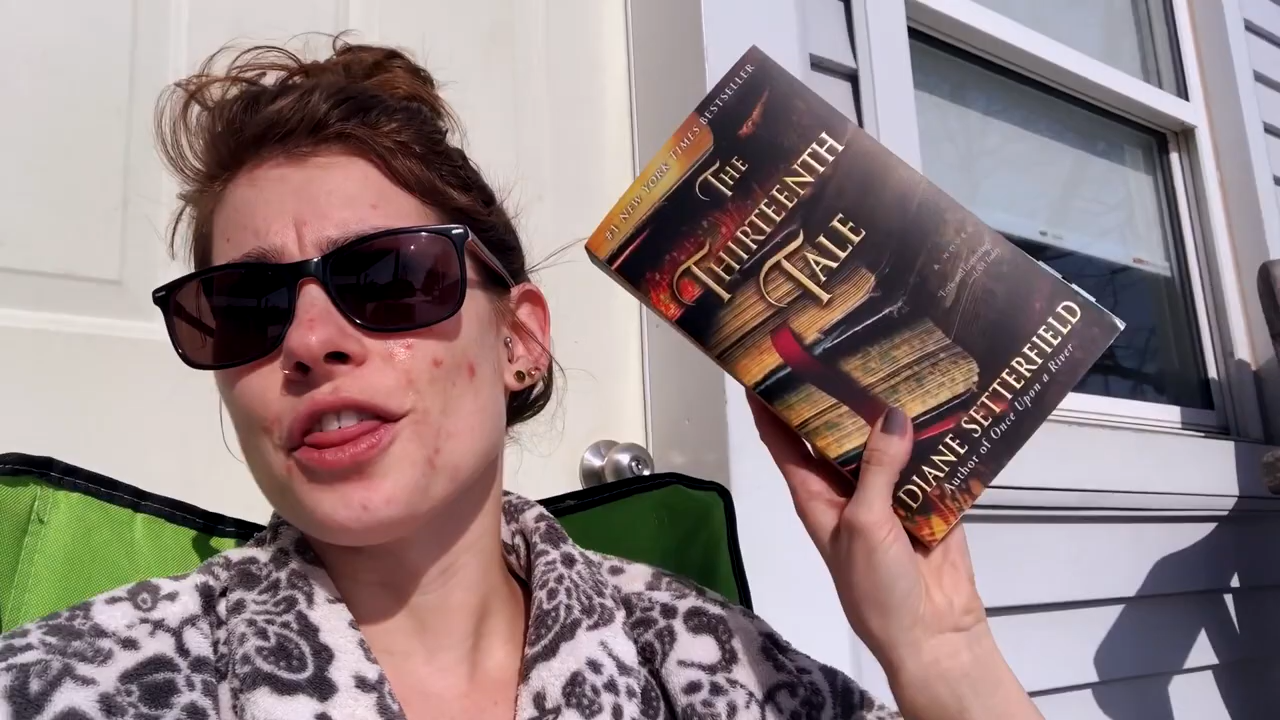 #1 NEW YORK TIMES BESTSELLER
THE
THIRTEENTH
TALE
A NOVEL
DIANE SETTERFIELD
Author of Once Upon a River